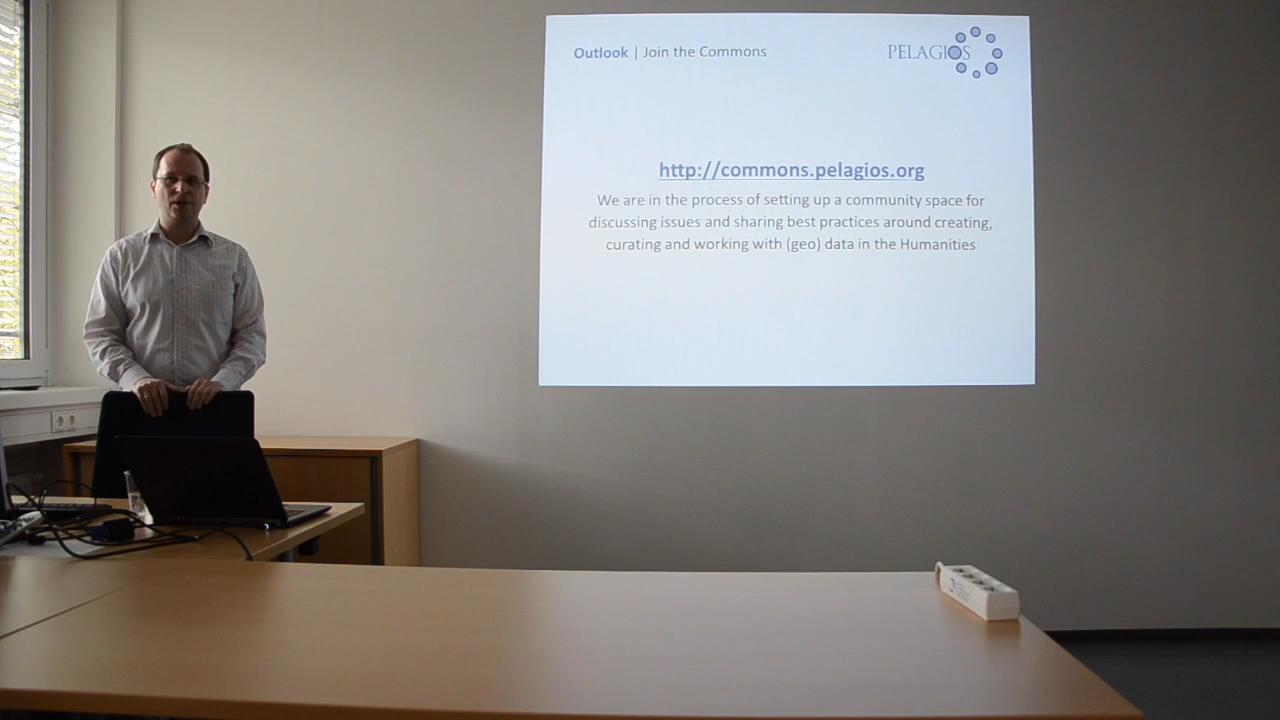 Outlook | Join the Commons
PELAGIOS
http://commons.pelagios.org
We are in the process of setting up a community space for
discussing issues and sharing best practices around creating,
curating and working with (geo) data in the Humanities